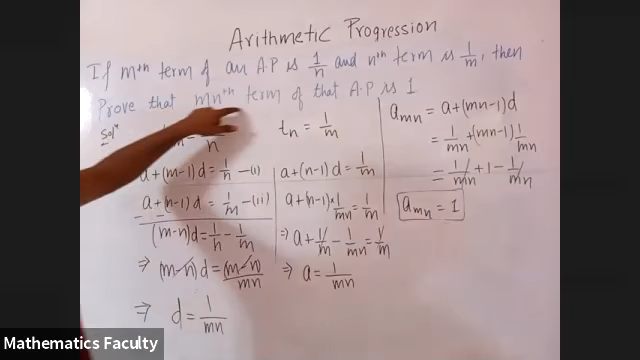 Arithmetic Progression
If mth term of an A.P is 1/n and nth term is 1/m, then
Prove that mnth term of that A.P is 1
Soln
n
a+(m-1)d = 1/n -(i)
a+(n-1)d = 1/m -(ii)
(m-n)d = 1/n - 1/m
⇒ (m-n)d = (m-n)/mn
⇒ d = 1/mn
tn = 1/m
a+(n-1)d = 1/m
a+(n-1)×1/mn = 1/m
⇒ a+1/m - 1/mn = 1/m
⇒ a = 1/mn
amn = a+(mn-1)d
= 1/mn +(mn-1) 1/mn
= 1/mn +1- 1/mn
amn = 1
Mathematics Faculty